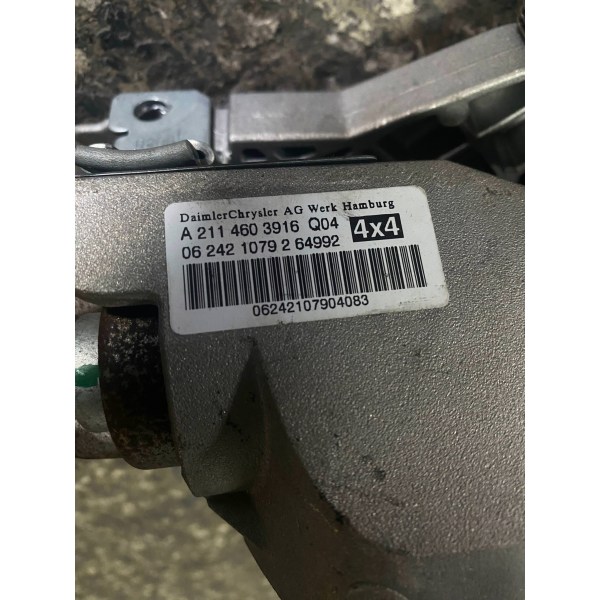 DaimlerChrysler AG Werk Hamburg
A 211 460 3916 Q04 4x4
06 242 1079 2 64992
06242107904083